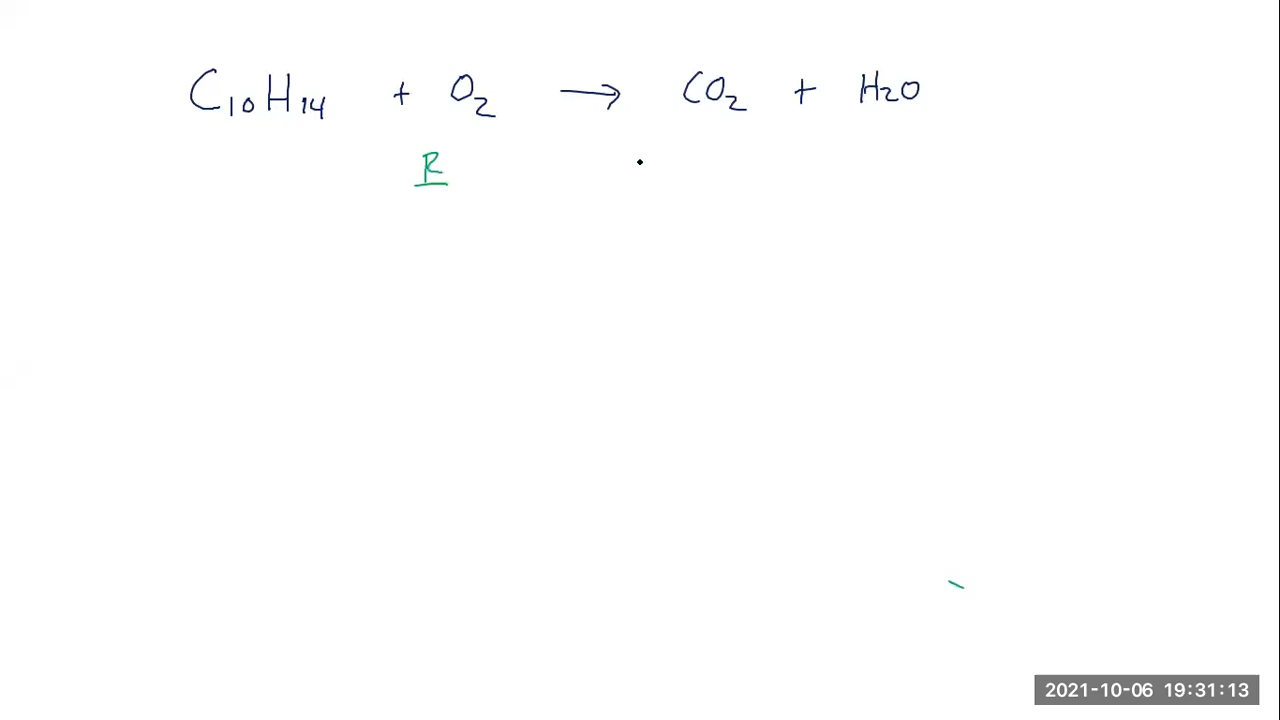 C₁₀H₁₄ + O₂ → CO₂ + H₂O
R
2021-10-06 19:31:13